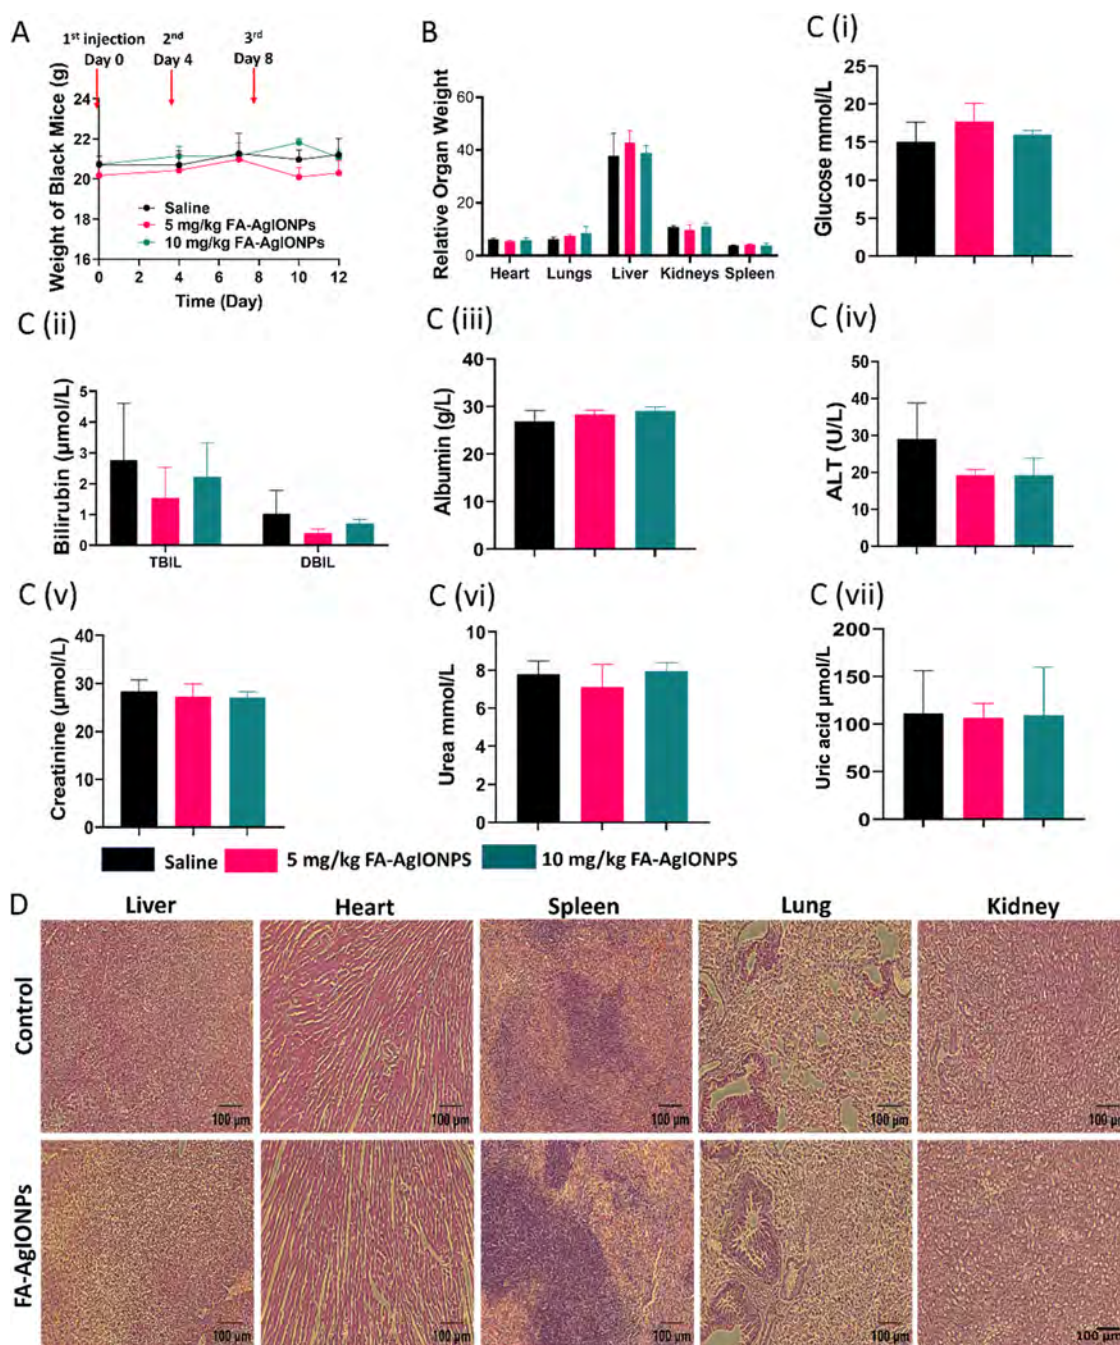 A
1st injection
Day 0
2nd
Day 4
3rd
Day 8
Weight of Black Mice (g)
24
22
20
18
16
Saline
5 mg/kg FA-AgIONPs
10 mg/kg FA-AgIONPs
0 2 4 6 8 10 12
Time (Day)
B
Relative Organ Weight
60
40
20
0
Heart Lungs Liver Kidneys Spleen
C (i)
Glucose mmol/L
25
20
15
10
5
0
C (ii)
Bilirubin (μmol/L)
5
4
3
2
1
0
TBIL DBIL
C (iii)
Albumin (g/L)
40
30
20
10
0
C (iv)
ALT (U/L)
50
40
30
20
10
0
C (v)
Creatinine (μmol/L)
40
30
20
10
0
C (vi)
Urea mmol/L
10
8
6
4
2
0
C (vii)
Uric acid μmol/L
200
150
100
50
0
Saline 5 mg/kg FA-AgIONPS 10 mg/kg FA-AgIONPS
D
Liver Heart Spleen Lung Kidney
Control
100 μm 100 μm 100 μm 100 μm 100 μm
FA-AgIONPs
100 μm 100 μm 100 μm 100 μm 100 μm